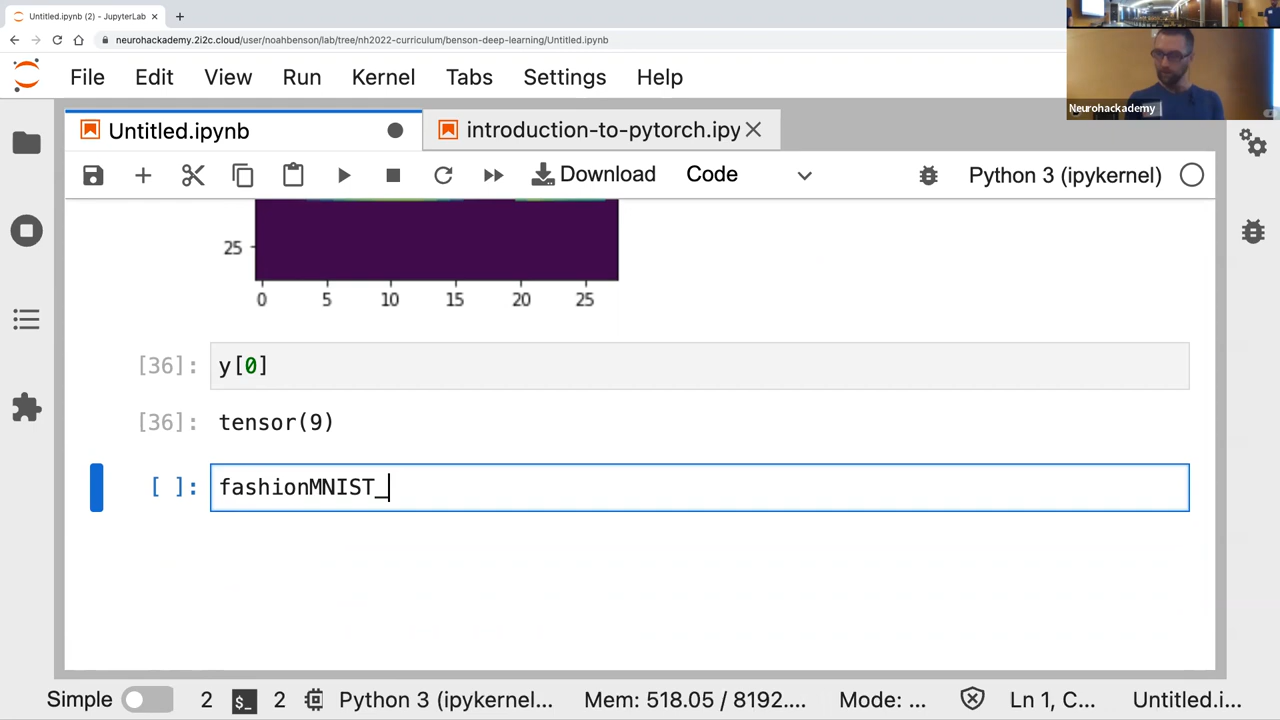 Untitled.ipynb (2) - JupyterLab
neurohackademy.2i2c.cloud/user/noahbenson/lab/tree/nh2022-curriculum/benson-deep-learning/Untitled.ipynb
File Edit View Run Kernel Tabs Settings Help
Neurohackademy
Untitled.ipynb introduction-to-pytorch.ipy
Download Code Python 3 (ipykernel)
25
0 5 10 15 20 25
[36]: y[0]
[36]: tensor(9)
[ ]: fashionMNIST_
Simple 2 $_ 2 Python 3 (ipykernel... Mem: 518.05 / 8192.... Mode: ... Ln 1, C... Untitled.i...